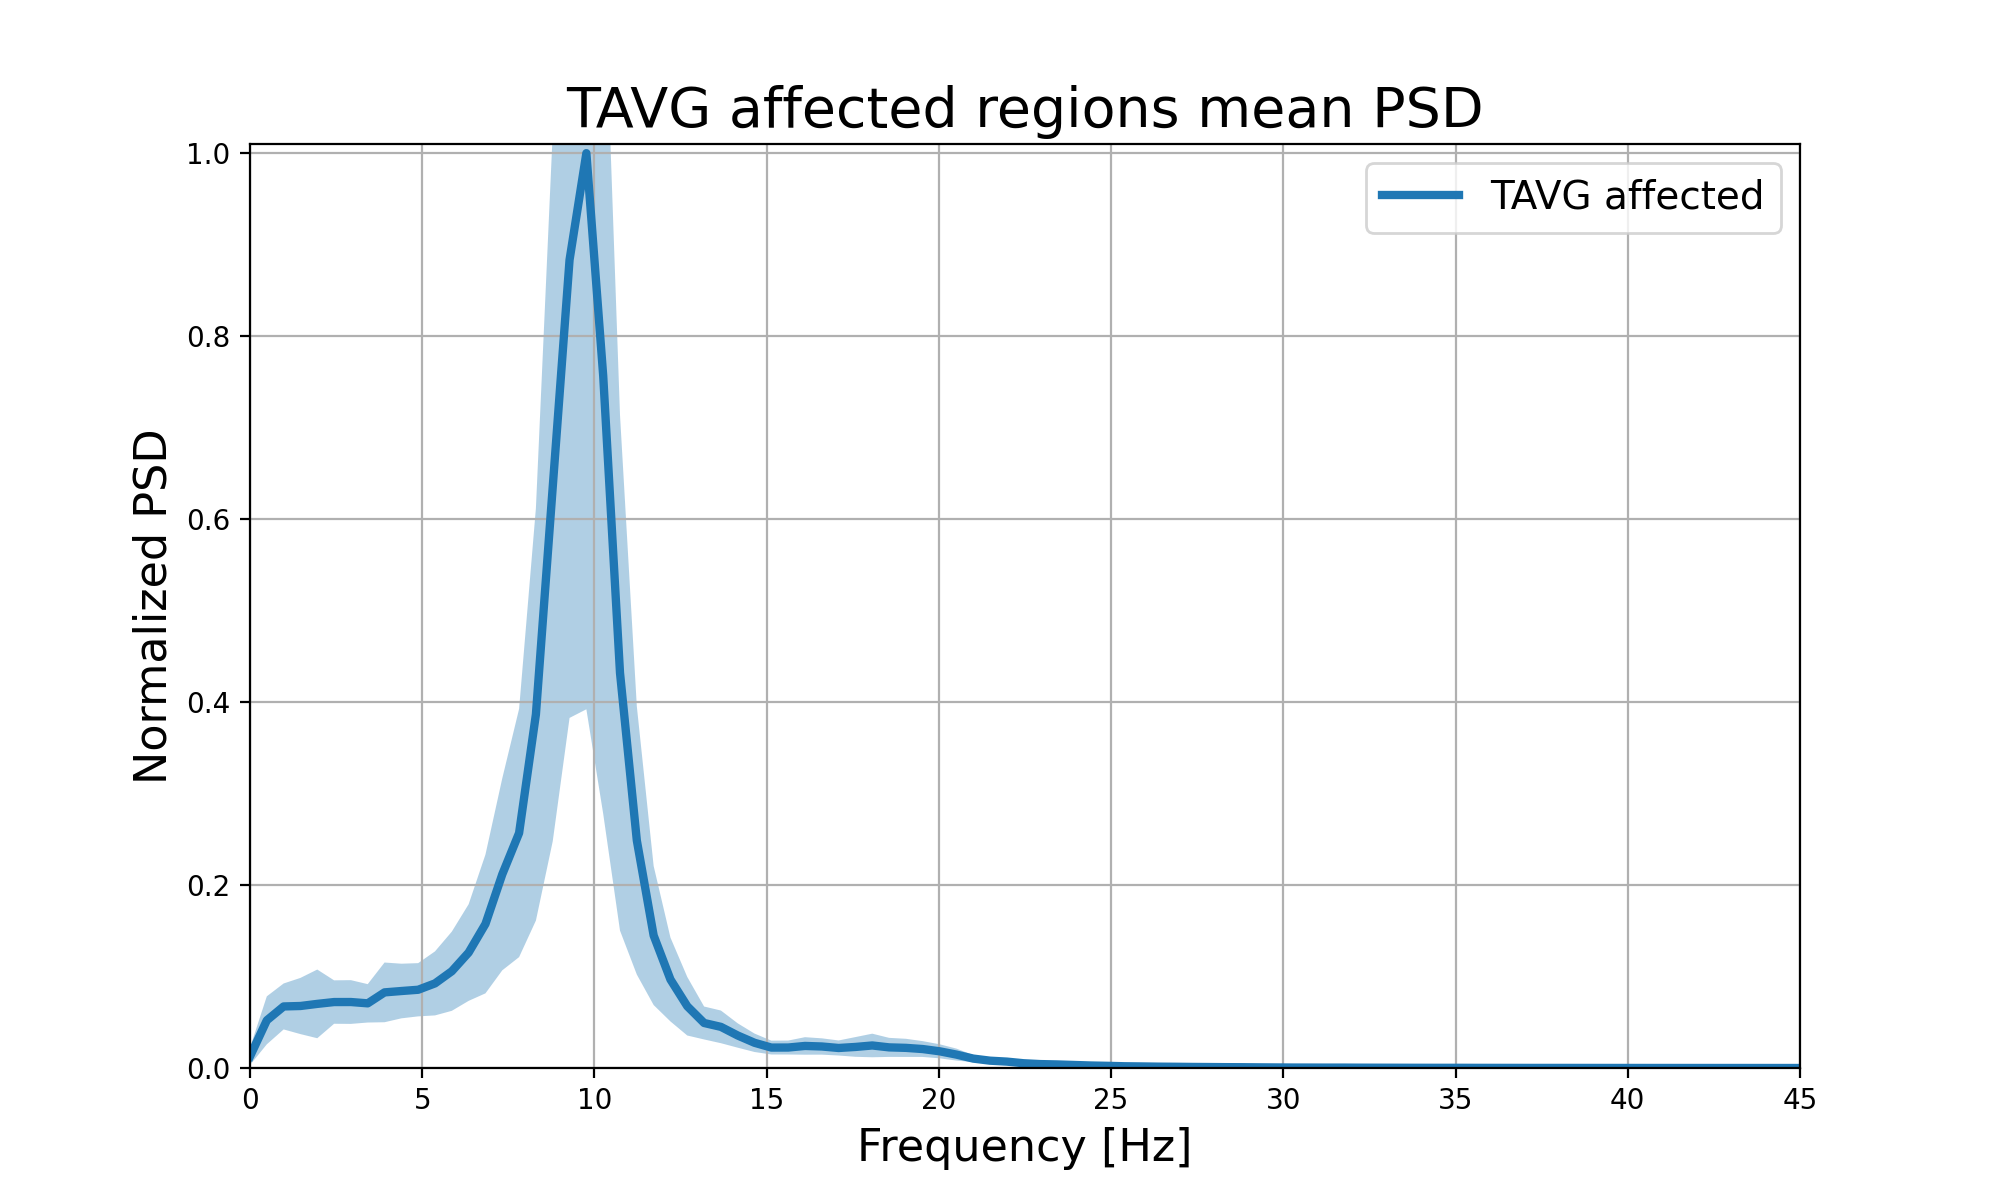 TAVG affected regions mean PSD
TAVG affected
Normalized PSD
1.0
0.8
0.6
0.4
0.2
0.0
0 5 10 15 20 25 30 35 40 45
Frequency [Hz]